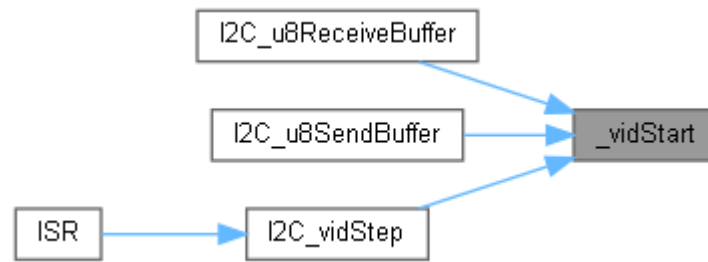 I2C_u8ReceiveBuffer
I2C_u8SendBuffer
_vidStart
ISR
I2C_vidStep